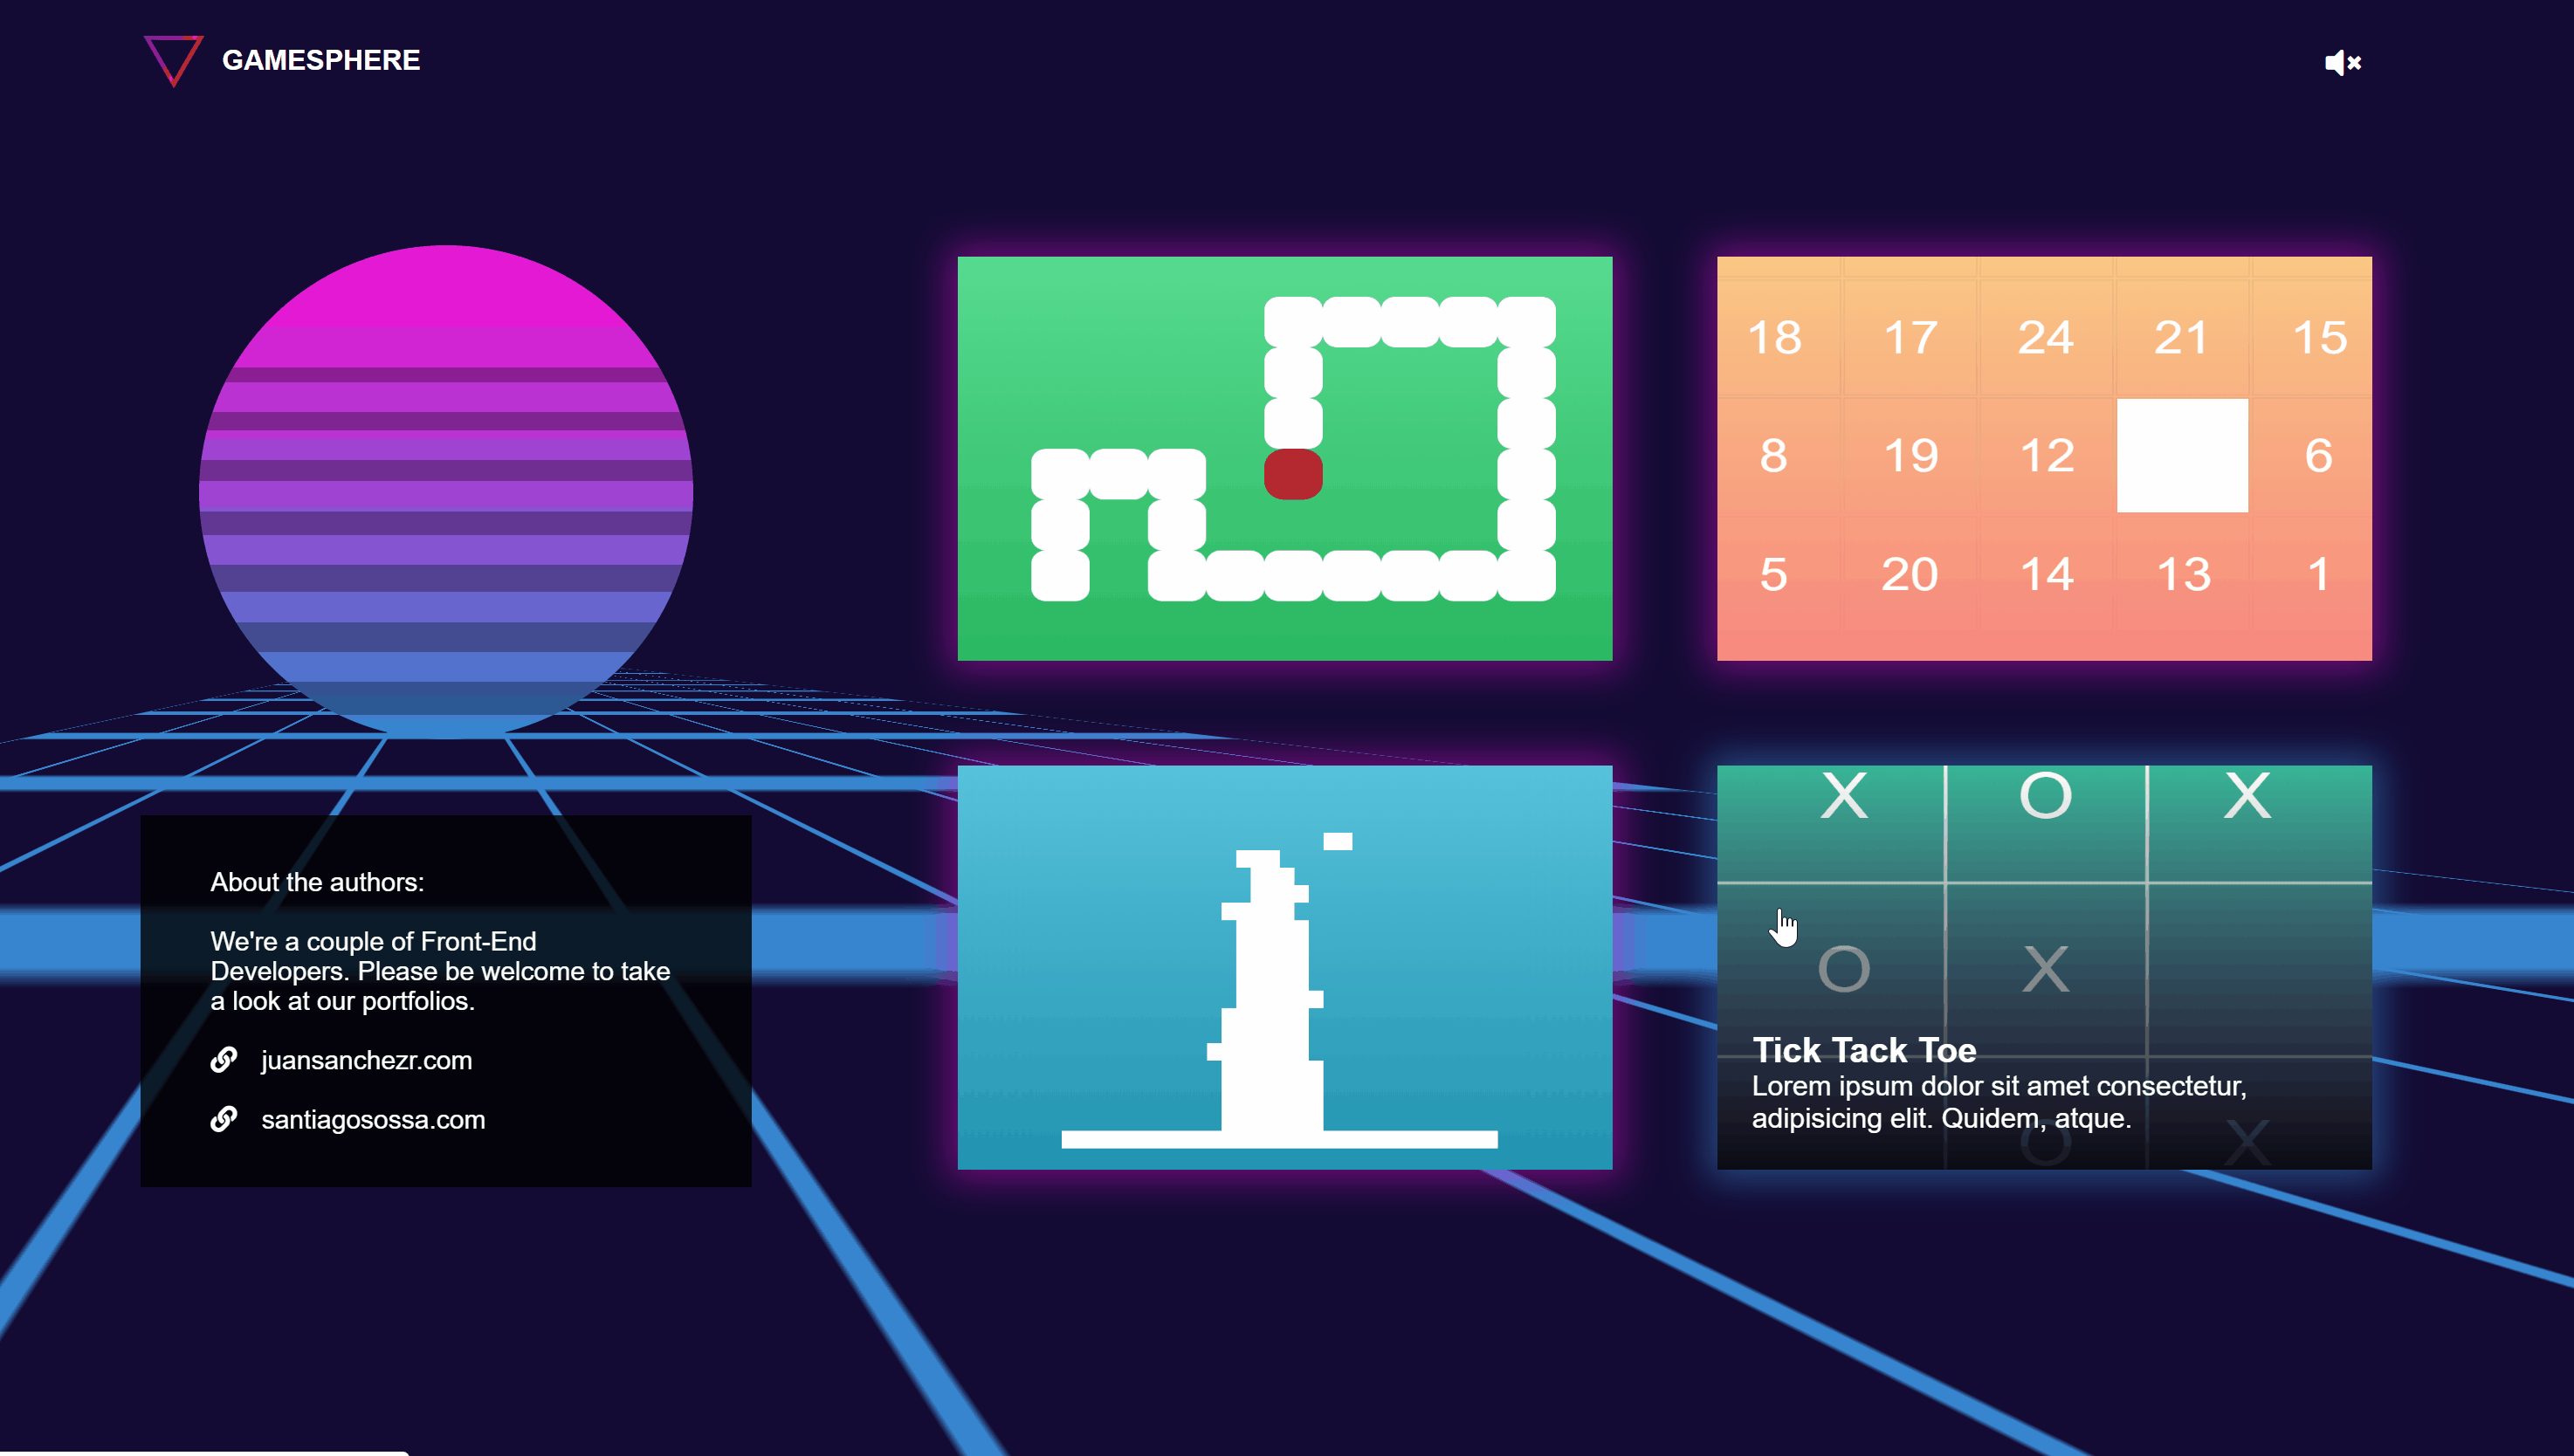 GAMESPHERE
18 17 24 21 15
8 19 12 6
5 20 14 13 1
About the authors:
We're a couple of Front-End
Developers. Please be welcome to take
a look at our portfolios.
juansanchezr.com
santiagosossa.com
X O X
O X
Tick Tack Toe
Lorem ipsum dolor sit amet consectetur,
adipisicing elit. Quidem, atque.
O X